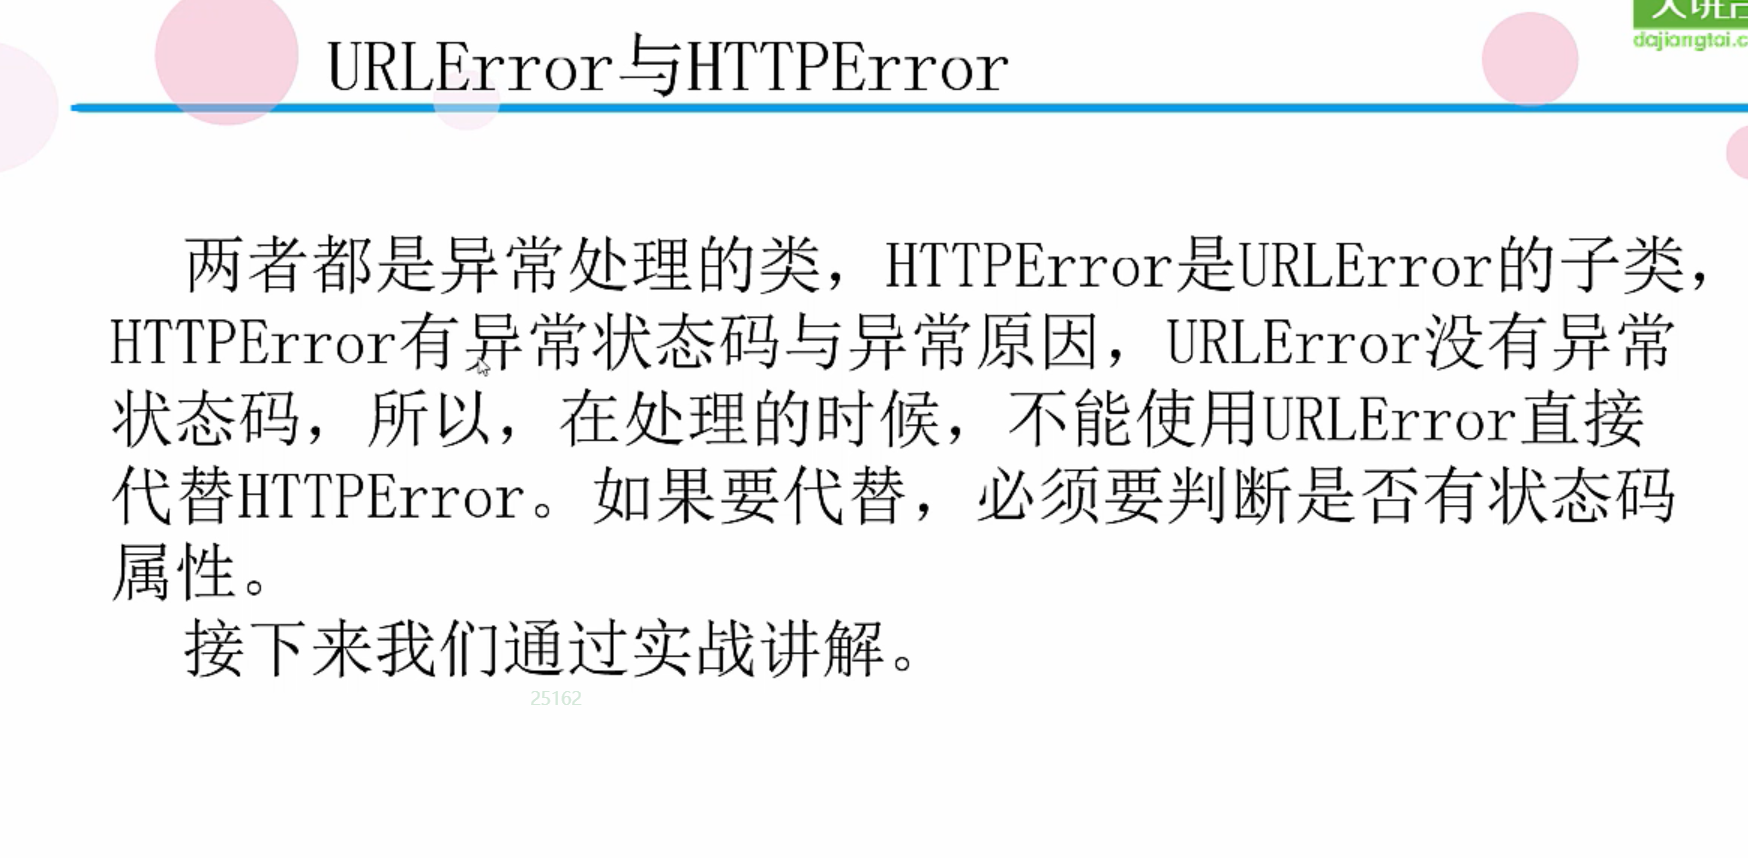 URLError与HTTPError
dajiangtai.c
两者都是异常处理的类，HTTPError是URLError的子类，
HTTPError有异常状态码与异常原因，URLError没有异常
状态码，所以，在处理的时候，不能使用URLError直接
代替HTTPError。如果要代替，必须要判断是否有状态码
属性。
接下来我们通过实战讲解。
25162